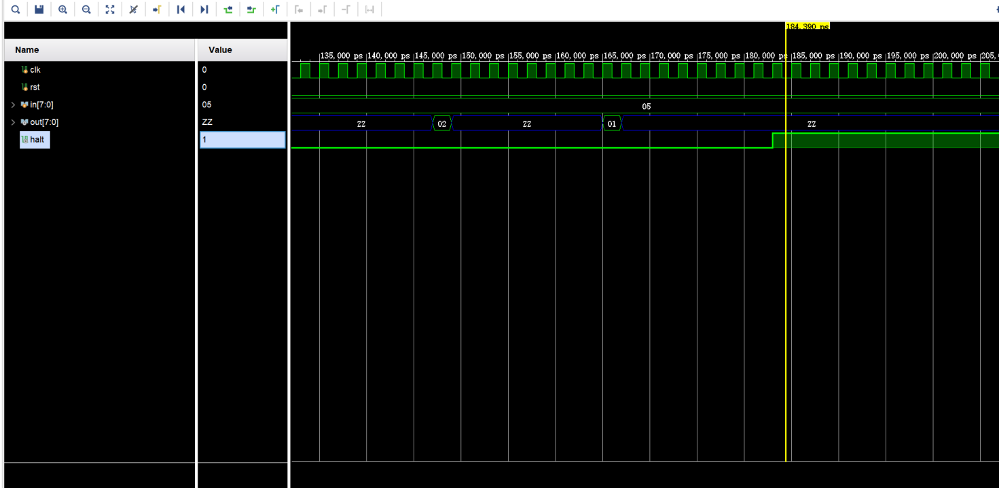 184,390 ps
Name Value
135,000 ps 140,000 ps 145,000 ps 150,000 ps 155,000 ps 160,000 ps 165,000 ps 170,000 ps 175,000 ps 180,000 ps 185,000 ps 190,000 ps 195,000 ps 200,000 ps 205,
clk 0
rst 0
in[7:0] 05 05
out[7:0] ZZ ZZ 02 ZZ 01 ZZ
halt 1